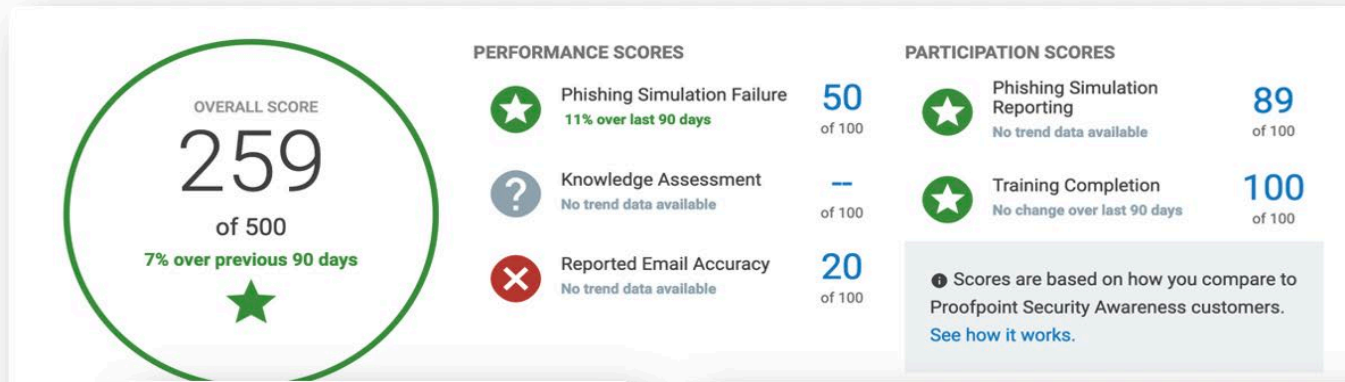 OVERALL SCORE
259
of 500
7% over previous 90 days
PERFORMANCE SCORES
Phishing Simulation Failure
11% over last 90 days
50
of 100
Knowledge Assessment
No trend data available
--
of 100
Reported Email Accuracy
No trend data available
20
of 100
PARTICIPATION SCORES
Phishing Simulation
Reporting
No trend data available
89
of 100
Training Completion
No change over last 90 days
100
of 100
Scores are based on how you compare to
Proofpoint Security Awareness customers.
See how it works.